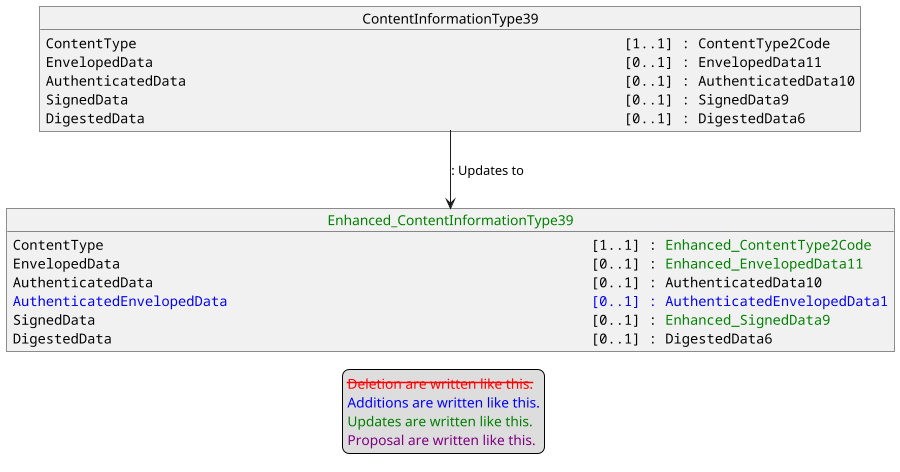 ContentInformationType39
ContentType [1..1] : ContentType2Code
EnvelopedData [0..1] : EnvelopedData11
AuthenticatedData [0..1] : AuthenticatedData10
SignedData [0..1] : SignedData9
DigestedData [0..1] : DigestedData6
: Updates to
Enhanced_ContentInformationType39
ContentType [1..1] : Enhanced_ContentType2Code
EnvelopedData [0..1] : Enhanced_EnvelopedData11
AuthenticatedData [0..1] : AuthenticatedData10
AuthenticatedEnvelopedData [0..1] : AuthenticatedEnvelopedData1
SignedData [0..1] : Enhanced_SignedData9
DigestedData [0..1] : DigestedData6
Deletion are written like this.
Additions are written like this.
Updates are written like this.
Proposal are written like this.